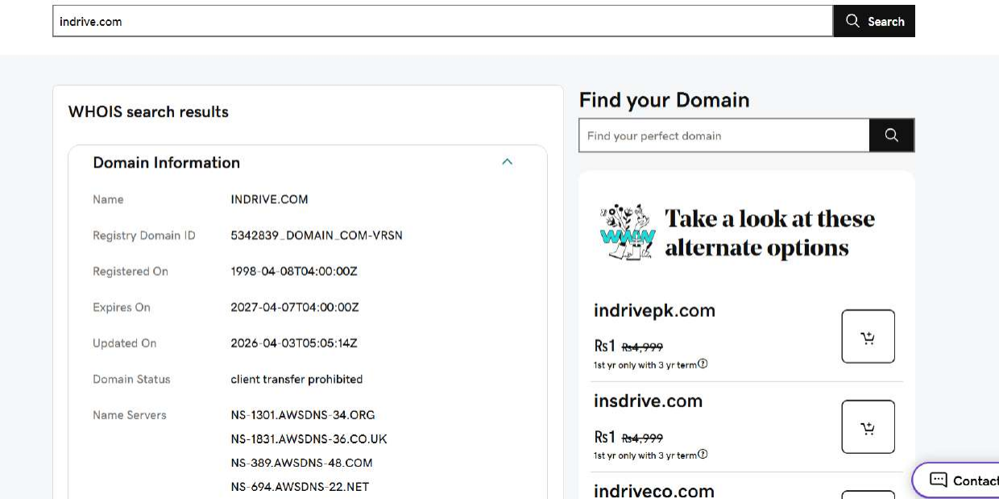 indrive.com
Search
WHOIS search results
Domain Information
Name INDRIVE.COM
Registry Domain ID 5342839_DOMAIN_COM-VRSN
Registered On 1998-04-08T04:00:00Z
Expires On 2027-04-07T04:00:00Z
Updated On 2026-04-03T05:05:14Z
Domain Status client transfer prohibited
Name Servers NS-1301.AWSDNS-34.ORG
NS-1831.AWSDNS-36.CO.UK
NS-389.AWSDNS-48.COM
NS-694.AWSDNS-22.NET
Find your Domain
Find your perfect domain
WWW
Take a look at these
alternate options
indrivepk.com
Rs1 Rs4,999
1st yr only with 3 yr term
insdrive.com
Rs1 Rs4,999
1st yr only with 3 yr term
indriveco.com
Contact